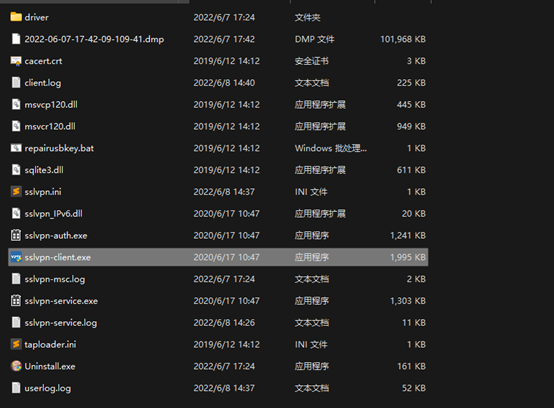 driver 2022/6/7 17:24 文件夹
2022-06-07-17-42-09-109-41.dmp 2022/6/7 17:42 DMP 文件 101,968 KB
cacert.crt 2019/6/12 14:12 安全证书 3 KB
client.log 2022/6/8 14:40 文本文档 225 KB
msvcp120.dll 2019/6/12 14:12 应用程序扩展 445 KB
msvcr120.dll 2019/6/12 14:12 应用程序扩展 949 KB
repairusbkey.bat 2019/6/12 14:12 Windows 批处理... 1 KB
sqlite3.dll 2019/6/12 14:12 应用程序扩展 611 KB
sslvpn.ini 2022/6/8 14:37 INI 文件 1 KB
sslvpn_IPv6.dll 2020/6/17 10:47 应用程序扩展 20 KB
sslvpn-auth.exe 2020/6/17 10:47 应用程序 1,241 KB
sslvpn-client.exe 2020/6/17 10:47 应用程序 1,995 KB
sslvpn-msc.log 2022/6/7 17:24 文本文档 2 KB
sslvpn-service.exe 2020/6/17 10:47 应用程序 1,303 KB
sslvpn-service.log 2022/6/8 14:26 文本文档 11 KB
taploader.ini 2019/6/12 14:12 INI 文件 1 KB
Uninstall.exe 2022/6/7 17:24 应用程序 161 KB
userlog.log 2022/6/8 14:37 文本文档 52 KB